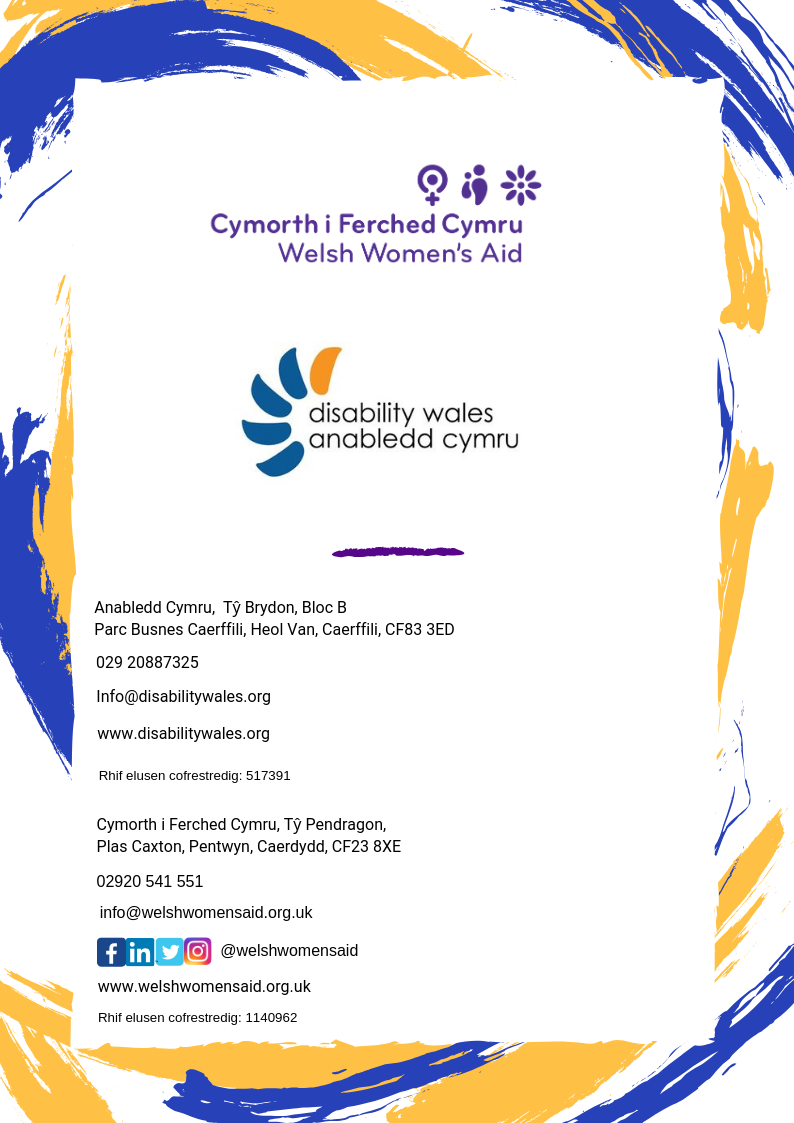 Cymorth i Ferched Cymru
Welsh Women's Aid
disability wales
anabledd cymru
Anabledd Cymru, Tŷ Brydon, Bloc B
Parc Busnes Caerffili, Heol Van, Caerffili, CF83 3ED
029 20887325
Info@disabilitywales.org
www.disabilitywales.org
Rhif elusen cofrestredig: 517391
Cymorth i Ferched Cymru, Tŷ Pendragon,
Plas Caxton, Pentwyn, Caerdydd, CF23 8XE
02920 541 551
info@welshwomensaid.org.uk
@welshwomensaid
www.welshwomensaid.org.uk
Rhif elusen cofrestredig: 1140962